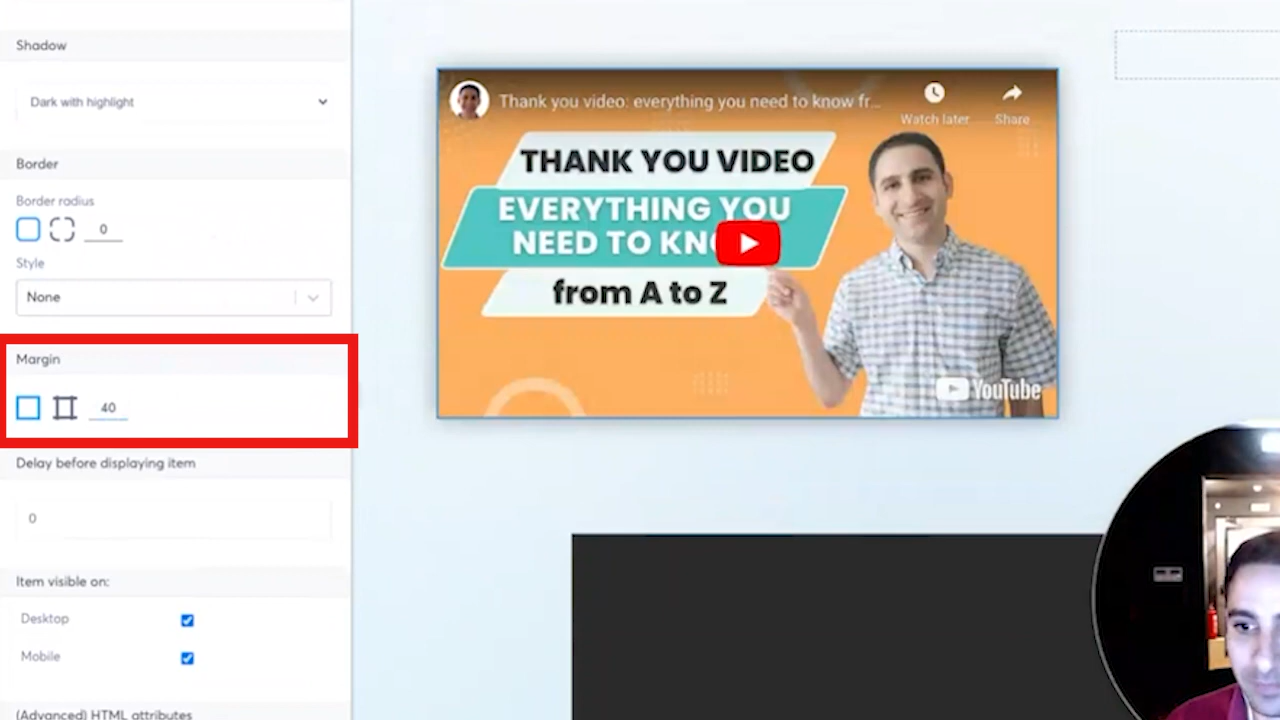 Shadow
Dark with highlight
Border
Border radius
0
Style
None
Margin
40
Delay before displaying item
0
Item visible on:
Desktop
Mobile
(Advanced) HTML attributes
Thank you video: everything you need to know fr...
Watch later
Share
THANK YOU VIDEO
EVERYTHING YOU
NEED TO KN
from A to Z
YouTube